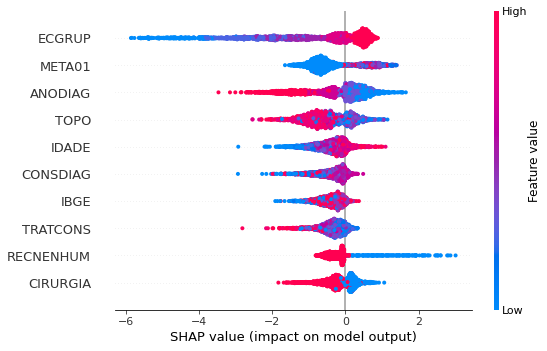 High
ECGRUP
META01
ANODIAG
TOPO
IDADE
CONSDIAG
IBGE
TRATCONS
RECNENHUM
CIRURGIA
Feature value
Low
−6 −4 −2 0 2
SHAP value (impact on model output)